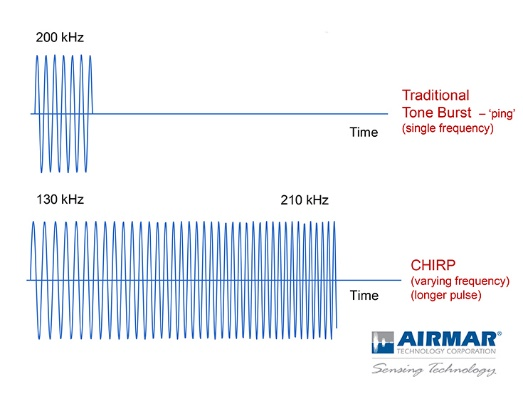 200 kHz
Traditional
Tone Burst – ‘ping’
(single frequency)
Time
130 kHz
210 kHz
CHIRP
(varying frequency)
(longer pulse)
Time
AIRMAR®
TECHNOLOGY CORPORATION
Sensing Technology